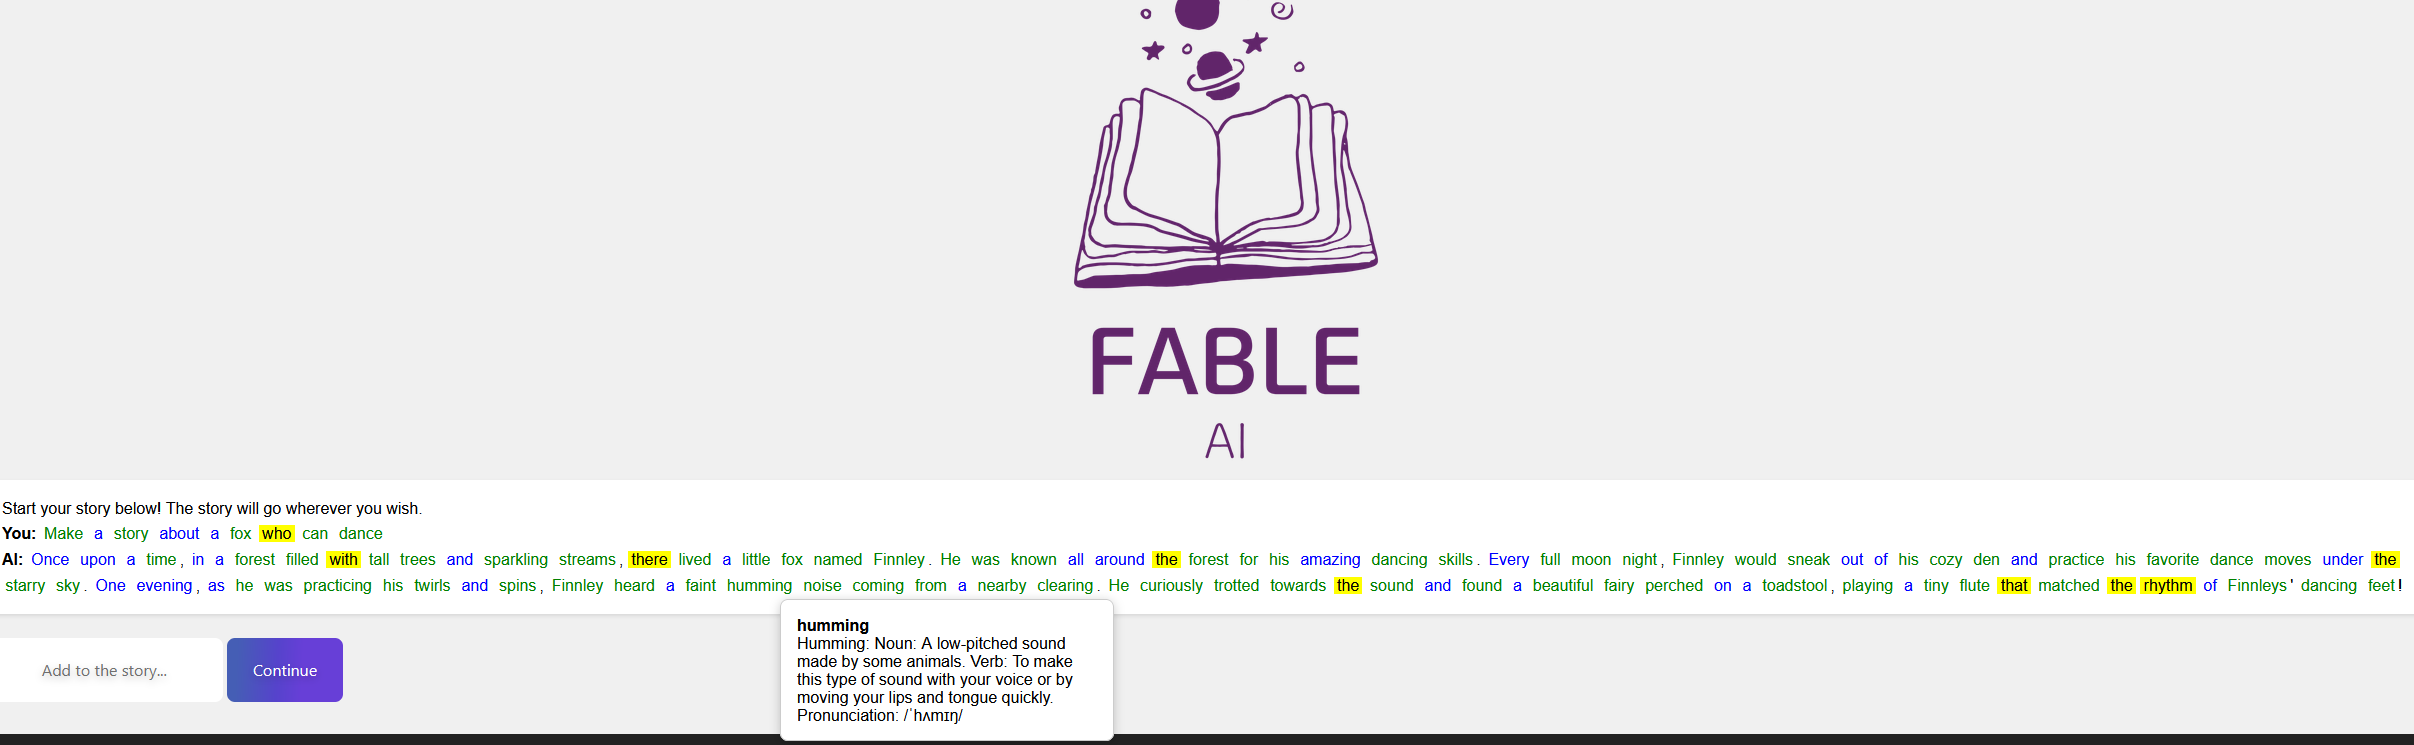 FABLE
AI
Start your story below! The story will go wherever you wish.
You: Make a story about a fox who can dance
AI: Once upon a time, in a forest filled with tall trees and sparkling streams, there lived a little fox named Finnley. He was known all around the forest for his amazing dancing skills. Every full moon night, Finnley would sneak out of his cozy den and practice his favorite dance moves under the
starry sky. One evening, as he was practicing his twirls and spins, Finnley heard a faint humming noise coming from a nearby clearing. He curiously trotted towards the sound and found a beautiful fairy perched on a toadstool, playing a tiny flute that matched the rhythm of Finnleys' dancing feet!
humming
Humming: Noun: A low-pitched sound
made by some animals. Verb: To make
this type of sound with your voice or by
moving your lips and tongue quickly.
Pronunciation: /ˈhʌmɪŋ/
Add to the story...
Continue